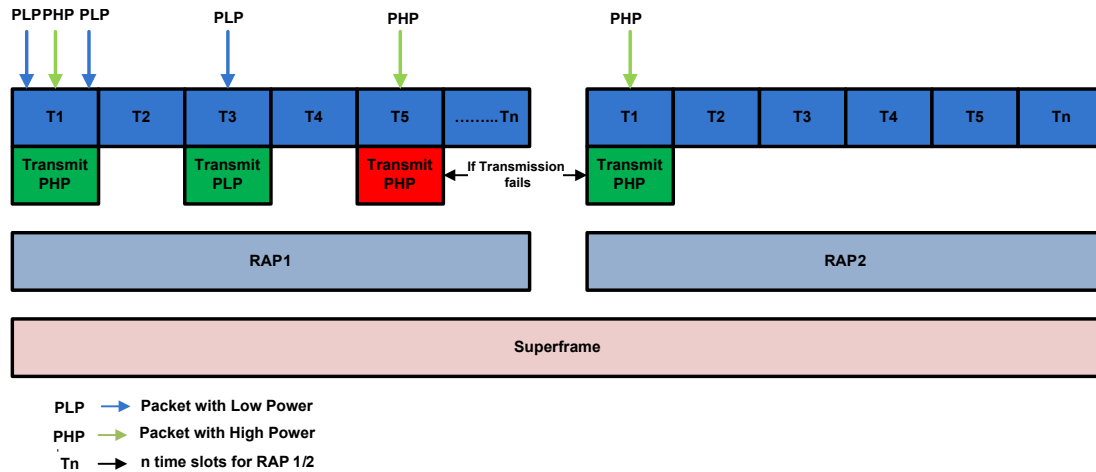 PLP PHP PLP PLP PHP PHP
T1 T2 T3 T4 T5 ……...Tn T1 T2 T3 T4 T5 Tn
Transmit PHP
Transmit PLP
Transmit PHP
If Transmission
fails
Transmit PHP
RAP1 RAP2
Superframe
PLP Packet with Low Power
PHP Packet with High Power
Tn n time slots for RAP 1/2